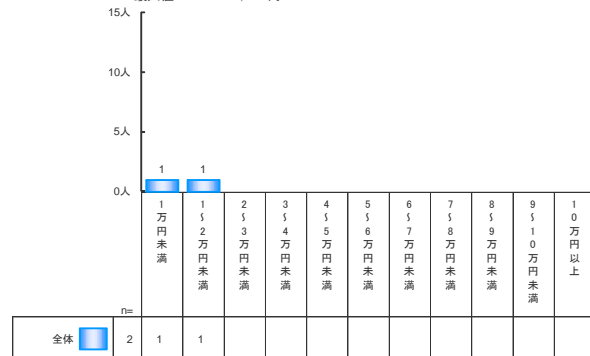 15人
10人
5人
0人
1 1
1万円未満
1~2万円未満
2~3万円未満
3~4万円未満
4~5万円未満
5~6万円未満
6~7万円未満
7~8万円未満
8~9万円未満
9~10万円未満
10万円以上
n=
全体 2 1 1